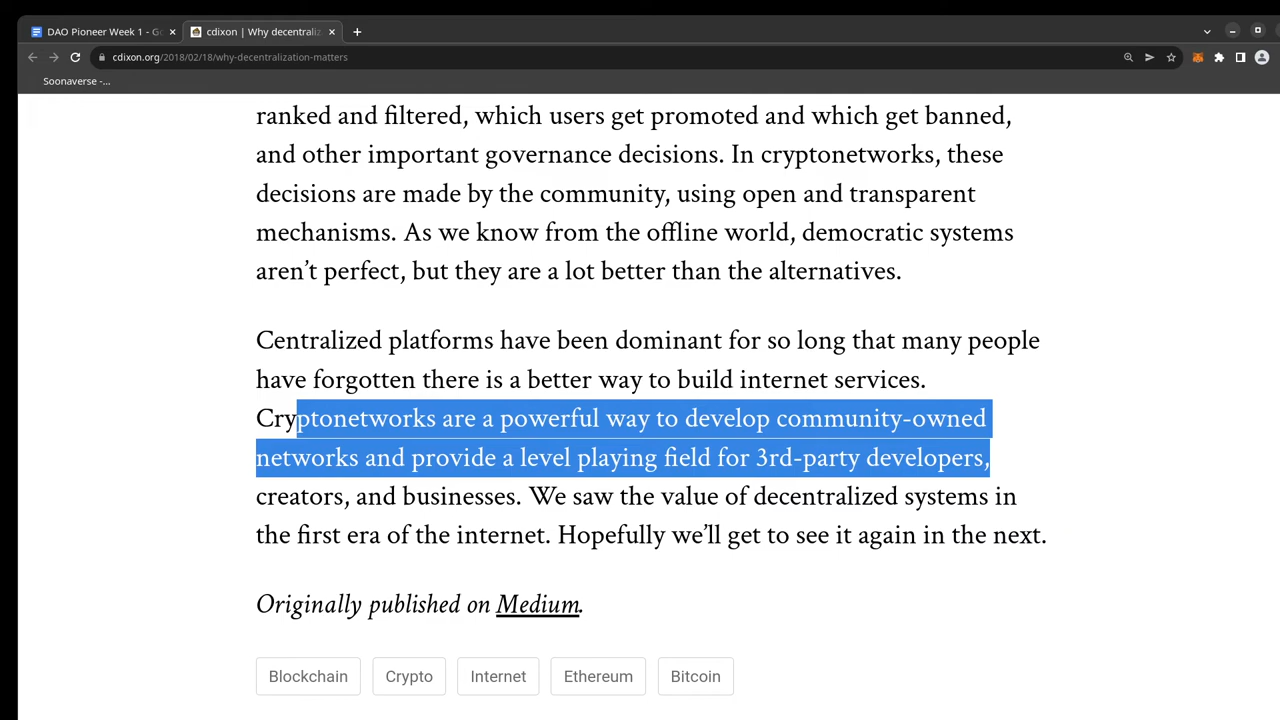 DAO Pioneer Week 1 - Go
cdixon | Why decentraliz
cdixon.org/2018/02/18/why-decentralization-matters
Soonaverse -...
ranked and filtered, which users get promoted and which get banned,
and other important governance decisions. In cryptonetworks, these
decisions are made by the community, using open and transparent
mechanisms. As we know from the offline world, democratic systems
aren’t perfect, but they are a lot better than the alternatives.
Centralized platforms have been dominant for so long that many people
have forgotten there is a better way to build internet services.
Cryptonetworks are a powerful way to develop community-owned
networks and provide a level playing field for 3rd-party developers,
creators, and businesses. We saw the value of decentralized systems in
the first era of the internet. Hopefully we’ll get to see it again in the next.
Originally published on Medium.
Blockchain
Crypto
Internet
Ethereum
Bitcoin